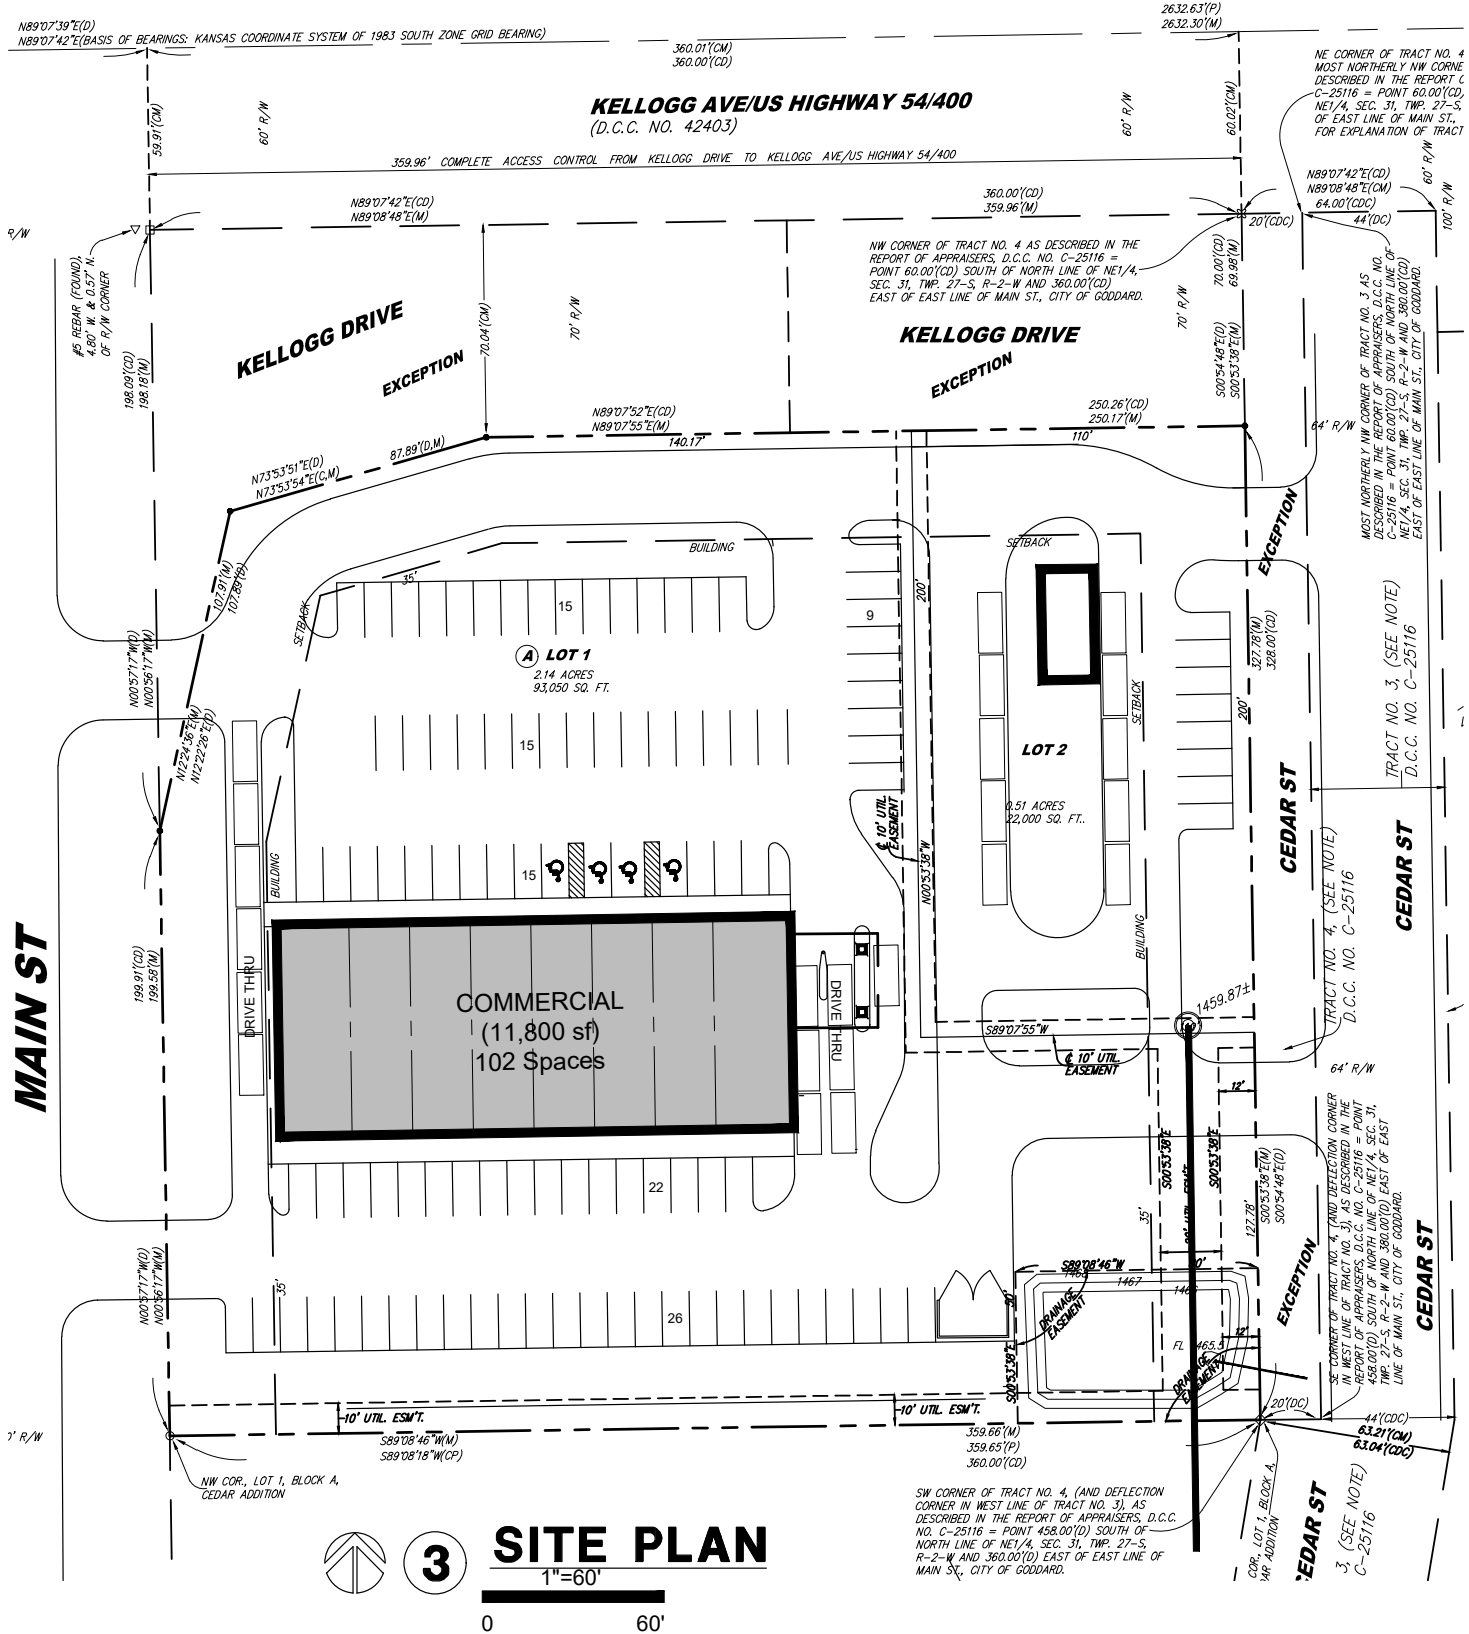 N89°07'39"E(D)
N89°07'42"E(BASIS OF BEARINGS: KANSAS COORDINATE SYSTEM OF 1983 SOUTH ZONE GRID BEARING)
360.01'(CM)
360.00'(CD)
2632.63'(P)
2632.30'(M)
NE CORNER OF TRACT NO. 4
MOST NORTHERLY NW CORNE
DESCRIBED IN THE REPORT
C-25116 = POINT 60.00'(CD)
NE1/4, SEC. 31, TWP. 27-S,
OF EAST LINE OF MAIN ST.,
FOR EXPLANATION OF TRACT
59.91'(CM)
60' R/W
KELLOGG AVE/US HIGHWAY 54/400
(D.C.C. NO. 42403)
60' R/W
60.02'(CM)
359.96' COMPLETE ACCESS CONTROL FROM KELLOGG DRIVE TO KELLOGG AVE/US HIGHWAY 54/400
60' R/W
100' R/W
N89°07'42"E(CD)
N89°08'48"E(M)
360.00'(CD)
359.96'(M)
N89°07'42"E(CD)
N89°08'48"E(CM)
64.00'(CDC)
20'(CDC)
44'(DC)
R/W
#5 REBAR (FOUND),
4.80' W. & 0.57' N.
OF R/W CORNER
198.09'(CD)
198.18'(M)
KELLOGG DRIVE
EXCEPTION
70.04'(CM)
70' R/W
NW CORNER OF TRACT NO. 4 AS DESCRIBED IN THE
REPORT OF APPRAISERS, D.C.C. NO. C-25116 =
POINT 60.00'(CD) SOUTH OF NORTH LINE OF NE1/4,
SEC. 31, TWP. 27-S, R-2-W AND 360.00'(CD)
EAST OF EAST LINE OF MAIN ST., CITY OF GODDARD.
KELLOGG DRIVE
EXCEPTION
70' R/W
70.00'(CD)
69.98'(M)
S00°54'48"E(D)
S00°53'38"E(M)
MOST NORTHERLY NW CORNER OF TRACT NO. 3 AS
DESCRIBED IN THE REPORT OF APPRAISERS, D.C.C. NO.
C-25116 = POINT 60.00'(CD) SOUTH OF NORTH LINE OF
NE1/4, SEC. 31, TWP. 27-S, R-2-W AND 380.00'(CD)
EAST OF EAST LINE OF MAIN ST., CITY OF GODDARD.
N89°07'52"E(CD)
N89°07'55"E(M)
140.17'
250.26'(CD)
250.17'(M)
110'
64' R/W
87.89'(D,M)
N73°53'51"E(D)
N73°53'54"E(C,M)
107.91'(M)
107.89'(D)
BUILDING
SETBACK
35'
SETBACK
15
9
200'
EXCEPTION
A
LOT 1
2.14 ACRES
93,050 SQ. FT.
N00°57'17"W(D)
N00°56'17"W(M)
N12°24'36"E(M)
N12°22'26"E(D)
327.78'(M)
328.00'(CD)
200'
TRACT NO. 3, (SEE NOTE)
D.C.C. NO. C-25116
SETBACK
15
LOT 2
0.51 ACRES
22,000 SQ. FT..
℄ 10' UTIL.
EASEMENT
CEDAR ST
CEDAR ST
TRACT NO. 4, (SEE NOTE)
D.C.C. NO. C-25116
BUILDING
15
N00°53'38"W
BUILDING
MAIN ST
199.91'(CD)
199.58'(M)
DRIVE THRU
COMMERCIAL
(11,800 sf)
102 Spaces
DRIVE THRU
1459.87±
S89°07'55"W
℄ 10' UTIL.
EASEMENT
64' R/W
12'
S00°53'38"E
S00°53'38"E
127.78'
S00°53'38"E(M)
S00°54'48"E(D)
SE CORNER OF TRACT NO. 4, (AND DEFLECTION CORNER
IN WEST LINE OF TRACT NO. 3), AS DESCRIBED IN THE
REPORT OF APPRAISERS, D.C.C. NO. C-25116 = POINT
458.00'(D) SOUTH OF NORTH LINE OF NE1/4, SEC. 31,
TWP. 27-S, R-2-W AND 380.00'(D) EAST OF EAST
LINE OF MAIN ST., CITY OF GODDARD.
22
35'
UTIL ESM'T.
N00°57'17"W(D)
N00°56'17"W(M)
35'
26
S89°08'46"W
1467
DRAINAGE
EASEMENT
S00°53'38"E
FL
12'
DRAINAGE
EASEMENT
EXCEPTION
CEDAR ST
10' UTIL. ESM'T.
10' UTIL. ESM'T.
20'(DC)
44'(CDC)
63.21'(CM)
63.04'(CDC)
S89°08'46"W(M)
S89°08'18"W(CP)
359.66'(M)
359.65'(P)
360.00'(CD)
0' R/W
NW COR., LOT 1, BLOCK A,
CEDAR ADDITION
SW CORNER OF TRACT NO. 4, (AND DEFLECTION
CORNER IN WEST LINE OF TRACT NO. 3), AS
DESCRIBED IN THE REPORT OF APPRAISERS, D.C.C.
NO. C-25116 = POINT 458.00'(D) SOUTH OF
NORTH LINE OF NE1/4, SEC. 31, TWP. 27-S,
R-2-W AND 360.00'(D) EAST OF EAST LINE OF
MAIN ST., CITY OF GODDARD.
COR., LOT 1, BLOCK A,
AR ADDITION
EDAR ST
3, (SEE NOTE)
C-25116
3
SITE PLAN
1"=60'
0 60'